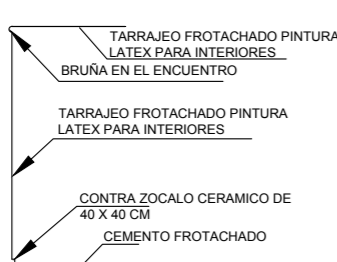 TARRAJEO FROTACHADO PINTURA
LATEX PARA INTERIORES
BRUÑA EN EL ENCUENTRO
TARRAJEO FROTACHADO PINTURA
LATEX PARA INTERIORES
CONTRA ZOCALO CERAMICO DE
40 X 40 CM
CEMENTO FROTACHADO